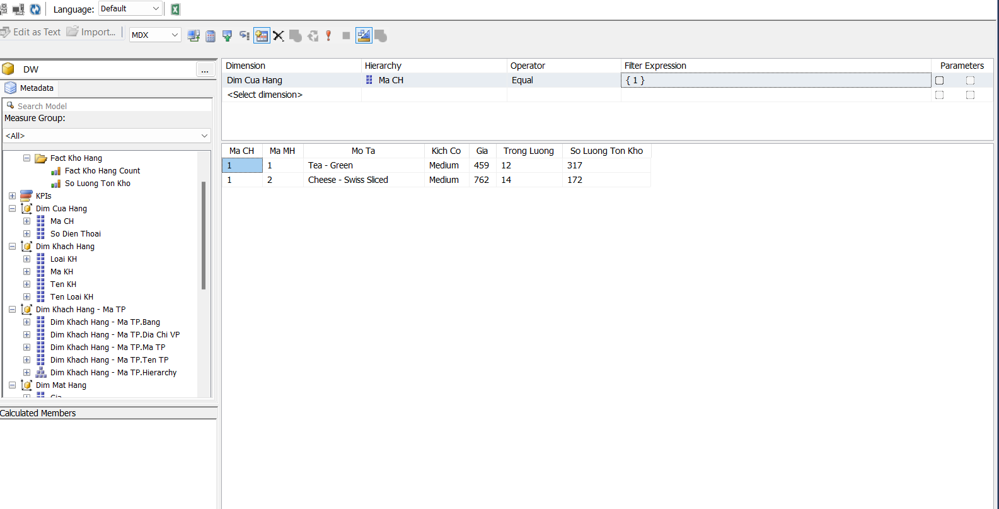 Language: Default
Edit as Text Import... MDX
DW ...
Metadata
Search Model
Measure Group:
<All>
Fact Kho Hang
Fact Kho Hang Count
So Luong Ton Kho
KPIs
Dim Cua Hang
Ma CH
So Dien Thoai
Dim Khach Hang
Loai KH
Ma KH
Ten KH
Ten Loai KH
Dim Khach Hang - Ma TP
Dim Khach Hang - Ma TP.Bang
Dim Khach Hang - Ma TP.Dia Chi VP
Dim Khach Hang - Ma TP.Ma TP
Dim Khach Hang - Ma TP.Ten TP
Dim Khach Hang - Ma TP.Hierarchy
Dim Mat Hang
Gia
Calculated Members
Dimension Hierarchy Operator Filter Expression Parameters
Dim Cua Hang Ma CH Equal { 1 }
<Select dimension>
Ma CH Ma MH Mo Ta Kich Co Gia Trong Luong So Luong Ton Kho
1 1 Tea - Green Medium 459 12 317
1 2 Cheese - Swiss Sliced Medium 762 14 172